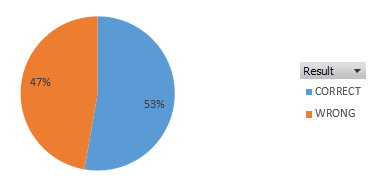 47%
53%
Result
CORRECT
WRONG